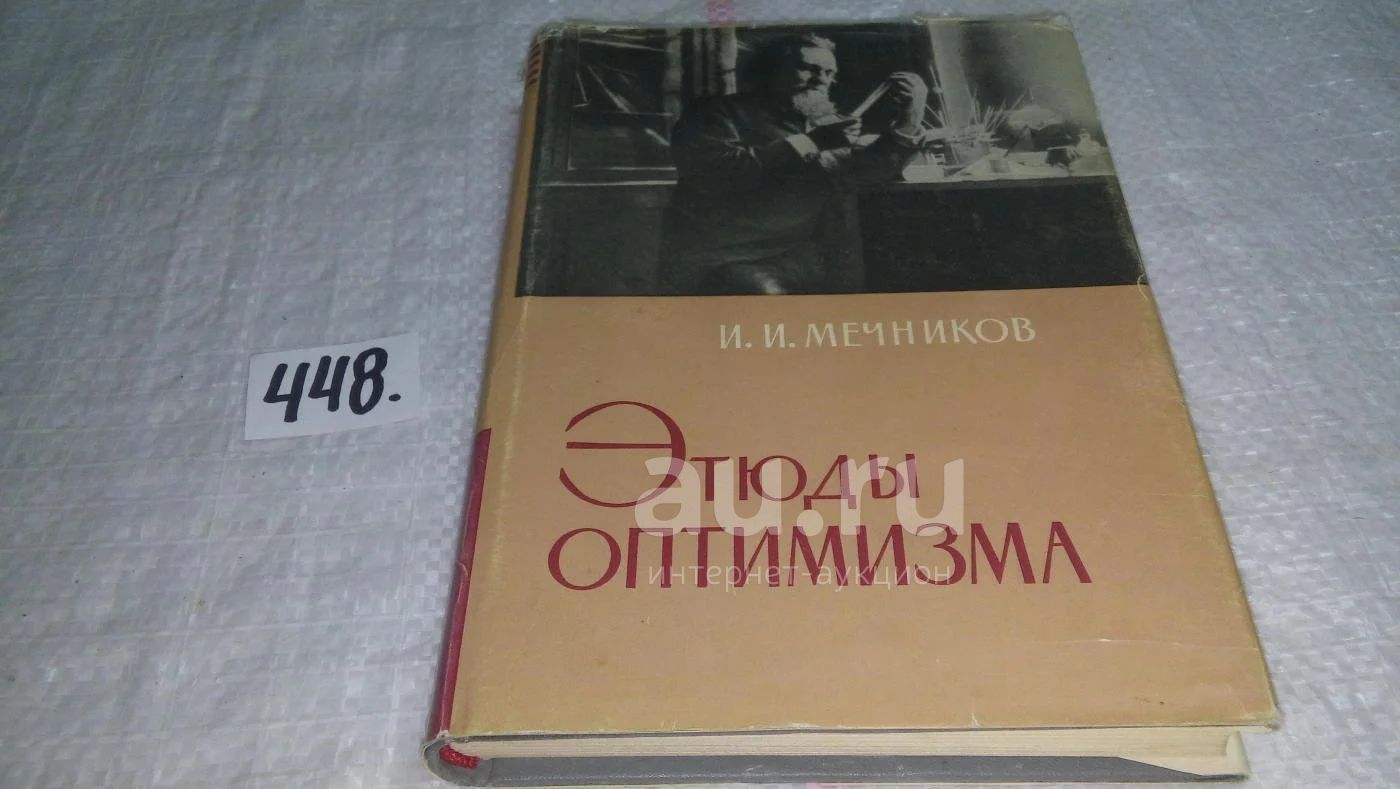 И. И. МЕЧНИКОВ
448.
ЭТЮДЫ
au.ru
ОПТИМИЗМА
интернет-аукцион